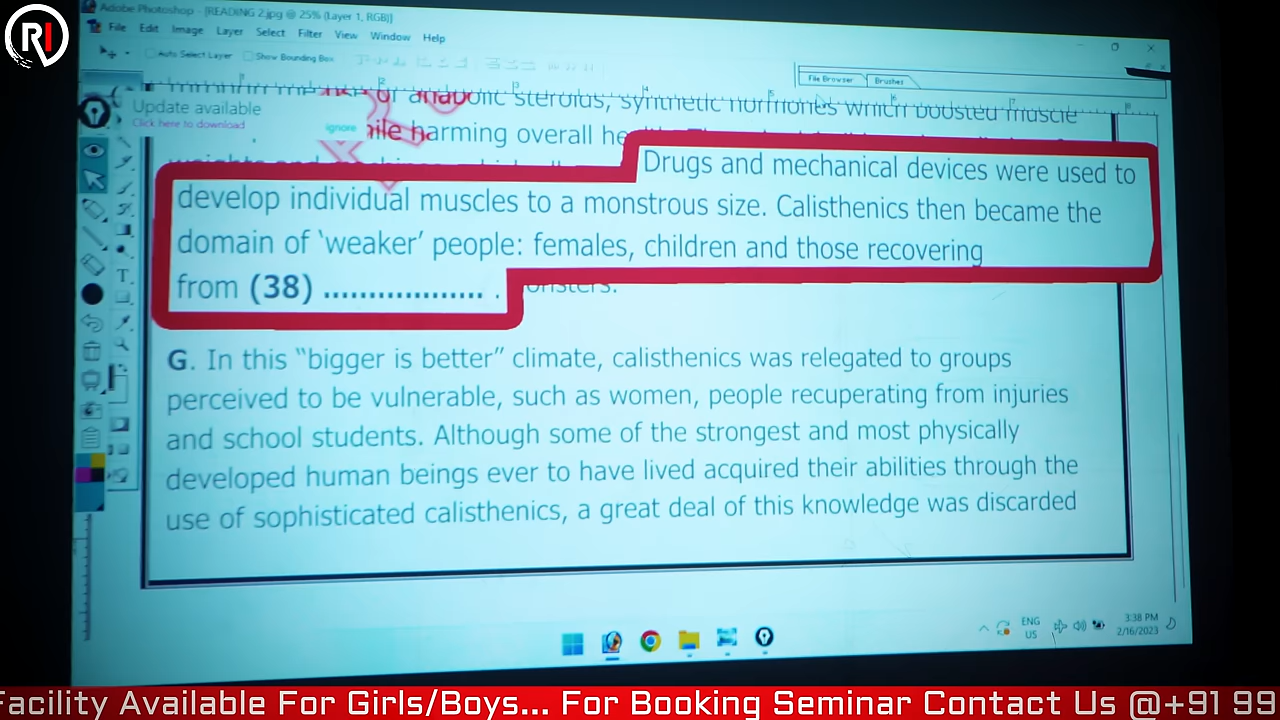 RI
Adobe Photoshop - [READING 2.jpg @ 25% (Layer 1, RGB)]
File Edit Image Layer Select Filter View Window Help
Auto Select Layer Show Bounding Box
File Browser Brushes
of anabolic steroids, synthetic hormones which boosted muscle
Update available
Click here to download
ignore
while harming overall
Drugs and mechanical devices were used to
develop individual muscles to a monstrous size. Calisthenics then became the
domain of ‘weaker’ people: females, children and those recovering
from (38) ................... .
monsters.
G. In this “bigger is better” climate, calisthenics was relegated to groups
perceived to be vulnerable, such as women, people recuperating from injuries
and school students. Although some of the strongest and most physically
developed human beings ever to have lived acquired their abilities through the
use of sophisticated calisthenics, a great deal of this knowledge was discarded
ENG
US
3:38 PM
2/16/2023
Facility Available For Girls/Boys... For Booking Seminar Contact Us @+91 99